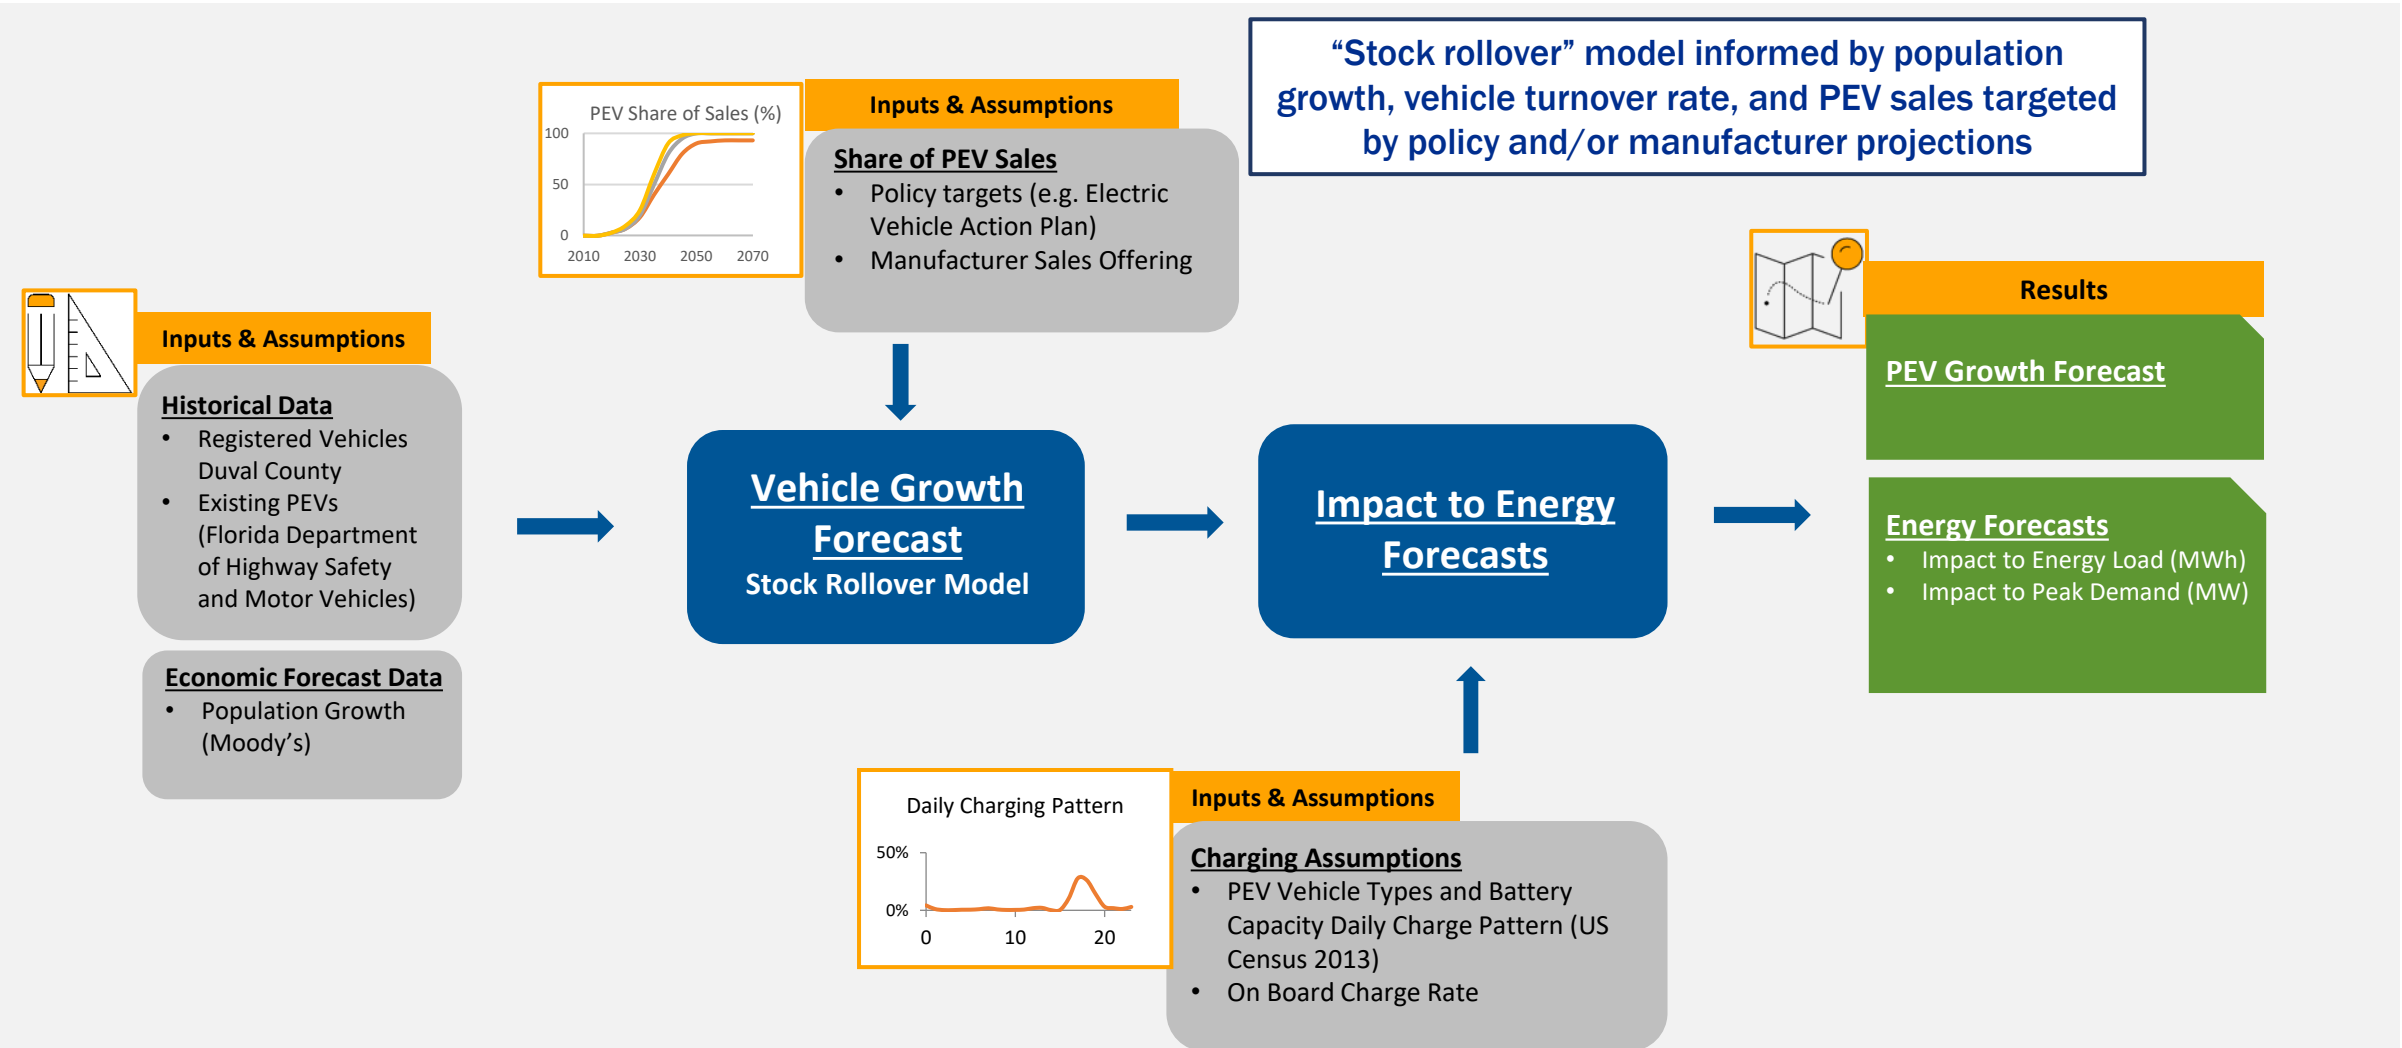 “Stock rollover” model informed by population
growth, vehicle turnover rate, and PEV sales targeted
by policy and/or manufacturer projections
PEV Share of Sales (%)
100
50
0
2010 2030 2050 2070
Inputs & Assumptions
Share of PEV Sales
• Policy targets (e.g. Electric
Vehicle Action Plan)
• Manufacturer Sales Offering
Inputs & Assumptions
Historical Data
• Registered Vehicles
Duval County
• Existing PEVs
(Florida Department
of Highway Safety
and Motor Vehicles)
Economic Forecast Data
• Population Growth
(Moody’s)
Vehicle Growth
Forecast
Stock Rollover Model
Impact to Energy
Forecasts
Results
PEV Growth Forecast
Energy Forecasts
• Impact to Energy Load (MWh)
• Impact to Peak Demand (MW)
Daily Charging Pattern
50%
0%
0 10 20
Inputs & Assumptions
Charging Assumptions
• PEV Vehicle Types and Battery
Capacity Daily Charge Pattern (US
Census 2013)
• On Board Charge Rate